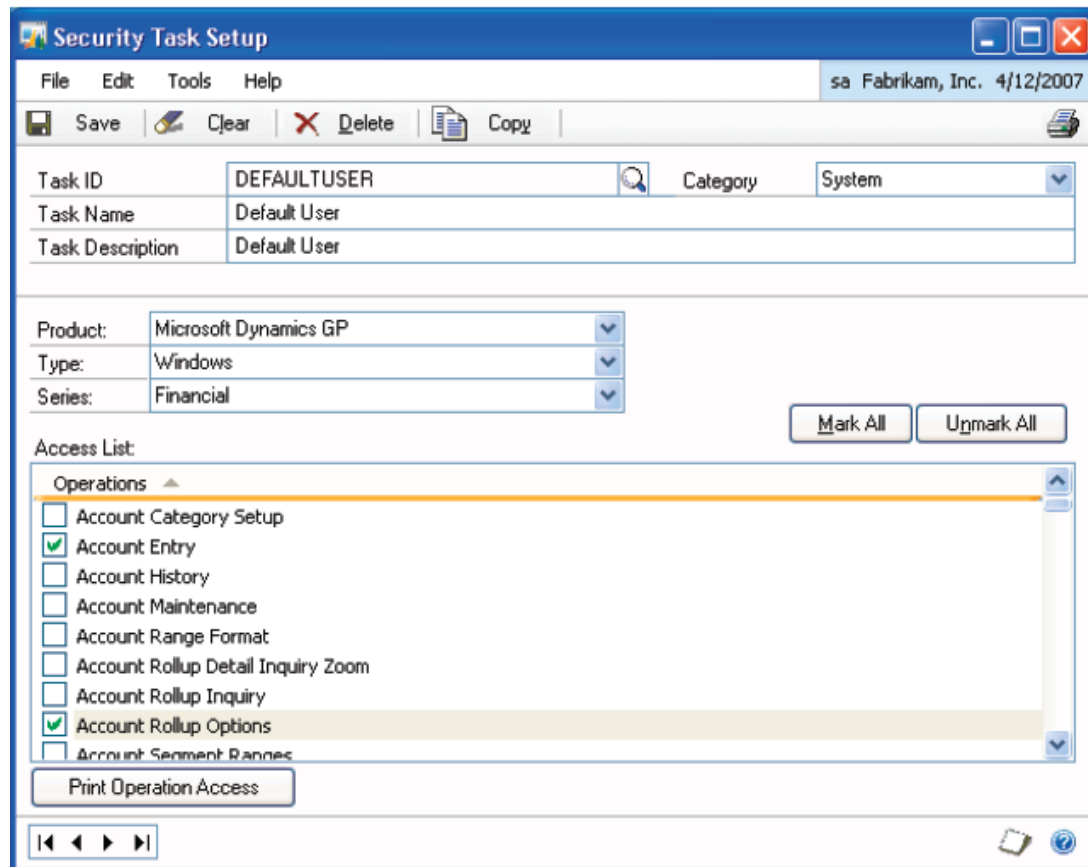 Security Task Setup
File Edit Tools Help sa Fabrikam, Inc. 4/12/2007
Save Clear Delete Copy
Task ID DEFAULTUSER Category System
Task Name Default User
Task Description Default User
Product: Microsoft Dynamics GP
Type: Windows
Series: Financial
Mark All Unmark All
Access List:
Operations
Account Category Setup
Account Entry
Account History
Account Maintenance
Account Range Format
Account Rollup Detail Inquiry Zoom
Account Rollup Inquiry
Account Rollup Options
Account Segment Ranges
Print Operation Access